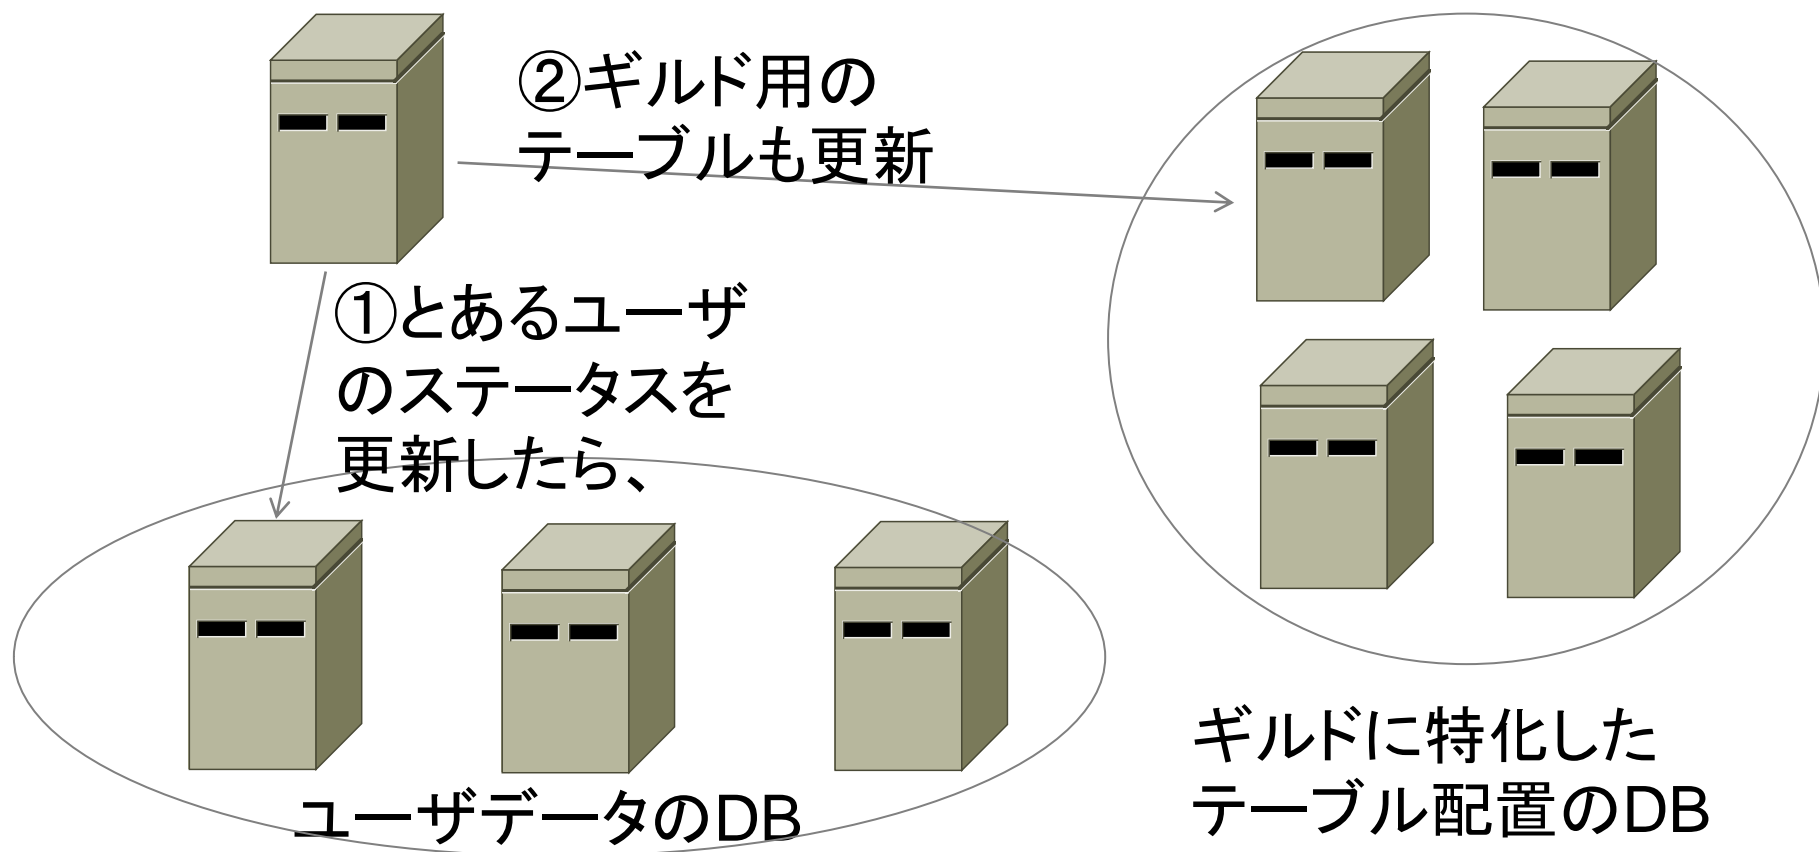 ②ギルド用の
テーブルも更新
①とあるユーザ
のステータスを
更新したら、
ユーザデータのDB
ギルドに特化した
テーブル配置のDB